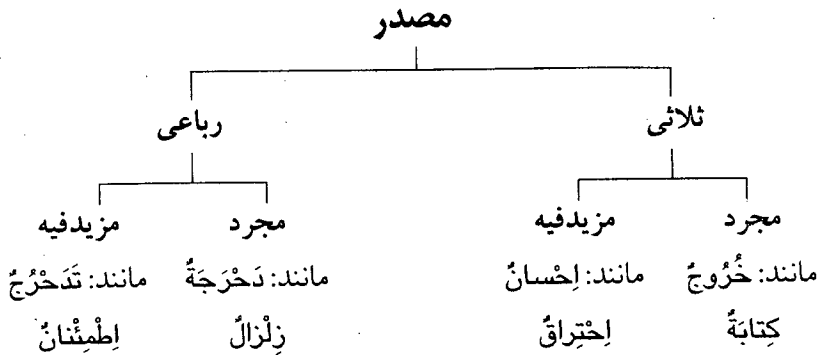 مصدر
ثلاثی رباعی
مجرد مزیدفیه مجرد مزیدفیه
مانند: خُرُوجٌ مانند: اِحْسانٌ مانند: دَحْرَجَةٌ مانند: تَدَحْرُجٌ
كِتابَةٌ اِحْتِراقٌ زِلْزالٌ اِطْمِئْنانٌ